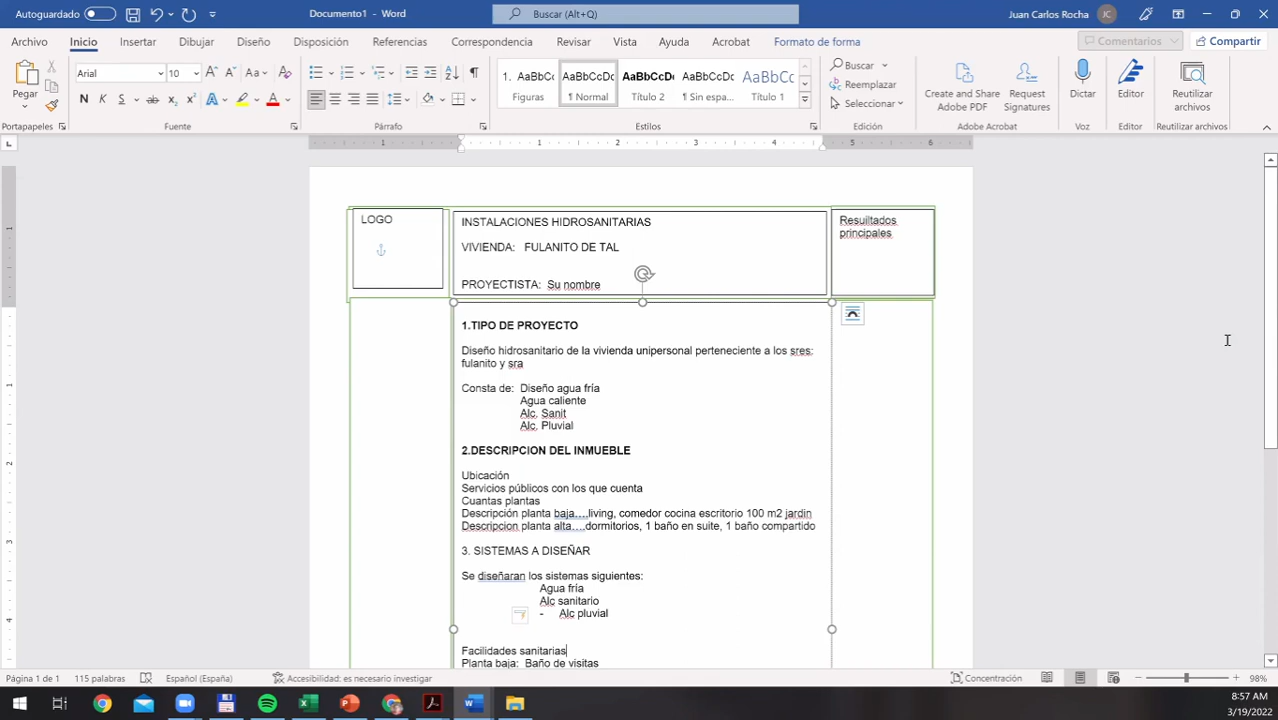 Autoguardado
Documento1 - Word
Buscar (Alt+Q)
Juan Carlos Rocha
JC
Archivo Inicio Insertar Dibujar Diseño Disposición Referencias Correspondencia Revisar Vista Ayuda Acrobat Formato de forma
Comentarios
Compartir
Pegar
Arial
10
N K S
AaBbCc AaBbCcDc AaBbCcDc AaBbCcDc AaBbCc
1. Figuras ¶ Normal Título 2 ¶ Sin espa... Título 1
Buscar
Reemplazar
Seleccionar
Create and Share
Adobe PDF
Request
Signatures
Dictar
Editor
Reutilizar
archivos
Portapapeles Fuente Párrafo Estilos Edición Adobe Acrobat Voz Editor Reutilizar archivos
LOGO
INSTALACIONES HIDROSANITARIAS
VIVIENDA: FULANITO DE TAL
PROYECTISTA: Su nombre
Resuiltados
principales
1.TIPO DE PROYECTO
Diseño hidrosanitario de la vivienda unipersonal perteneciente a los sres:
fulanito y sra
Consta de: Diseño agua fría
Agua caliente
Alc. Sanit
Alc. Pluvial
2.DESCRIPCION DEL INMUEBLE
Ubicación
Servicios públicos con los que cuenta
Cuantas plantas
Descripción planta baja….living, comedor cocina escritorio 100 m2 jardin
Descripcion planta alta….dormitorios, 1 baño en suite, 1 baño compartido
3. SISTEMAS A DISEÑAR
Se diseñaran los sistemas siguientes:
Agua fría
Alc sanitario
- Alc pluvial
Facilidades sanitarias
Planta baja: Baño de visitas
Página 1 de 1
115 palabras
Español (España)
Accesibilidad: es necesario investigar
Concentración
98%
8:57 AM
3/19/2022